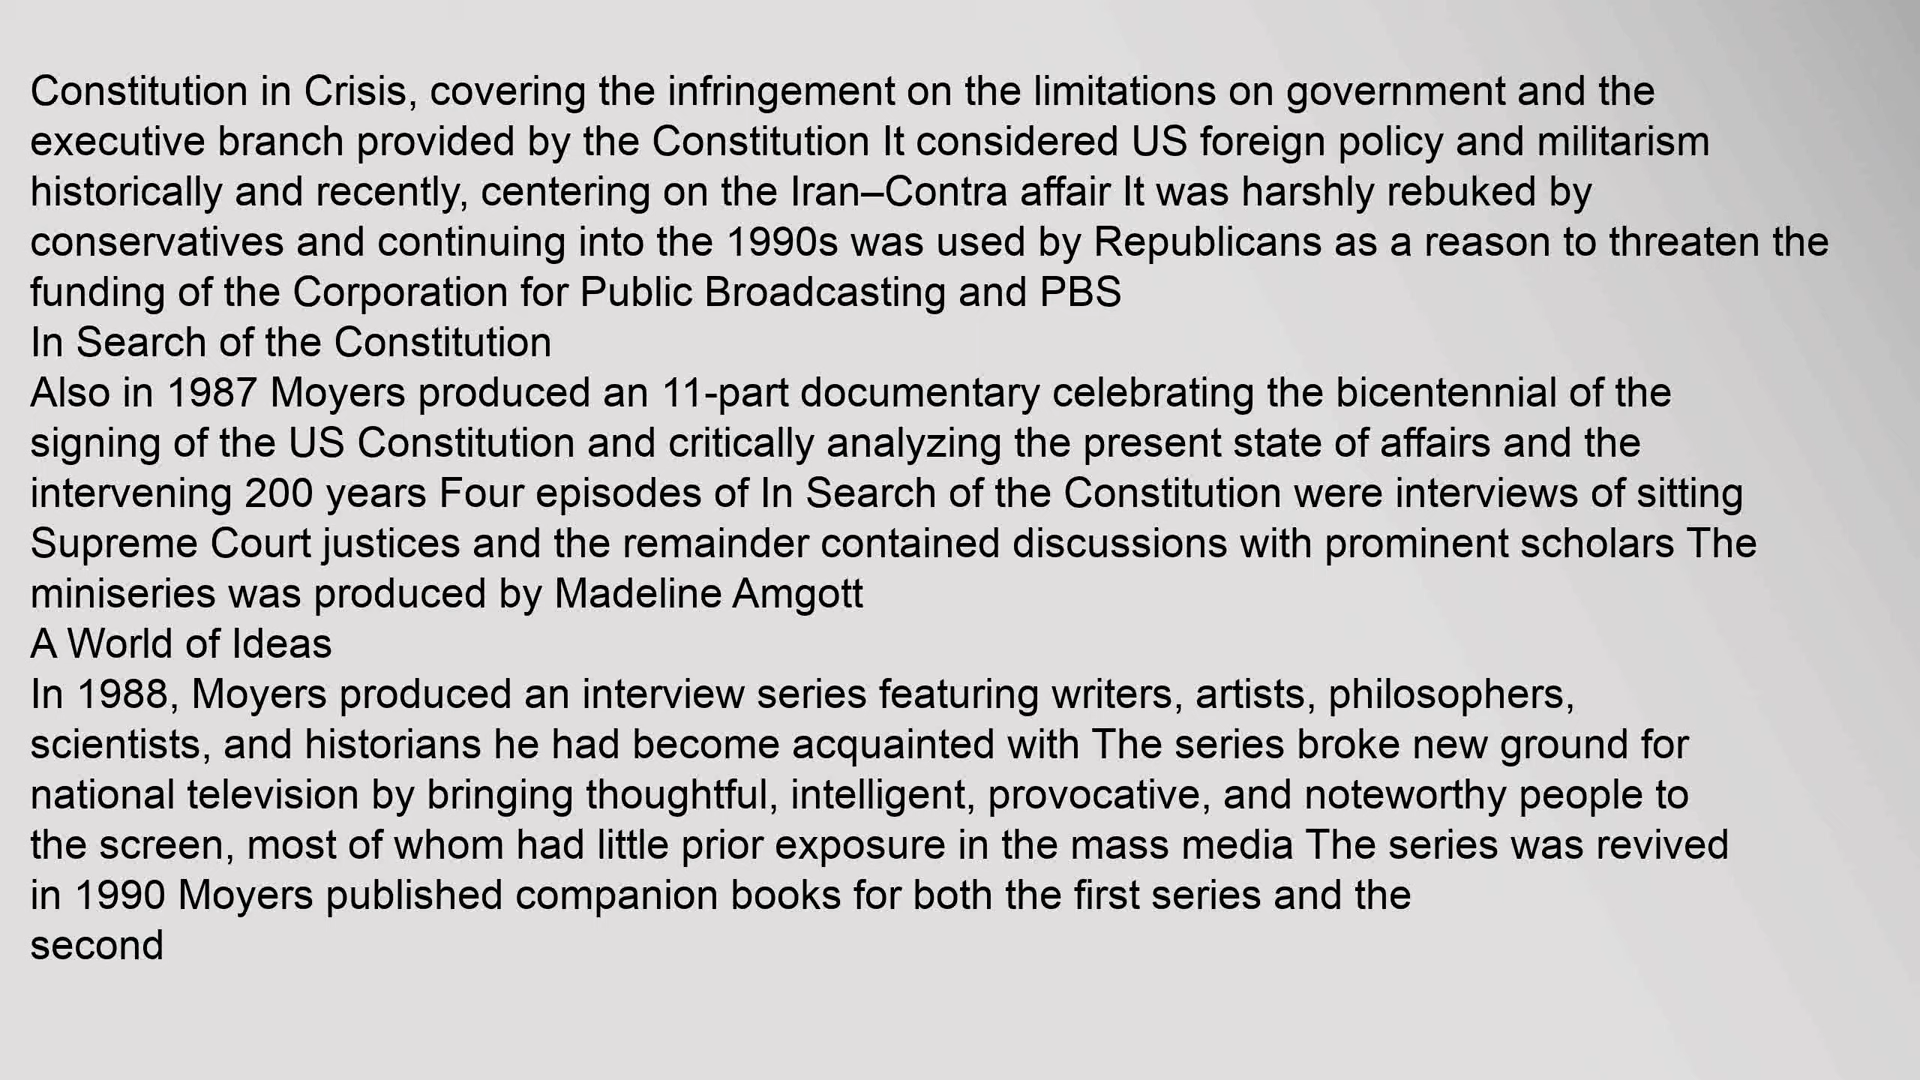 Constitution in Crisis, covering the infringement on the limitations on government and the
executive branch provided by the Constitution It considered US foreign policy and militarism
historically and recently, centering on the Iran–Contra affair It was harshly rebuked by
conservatives and continuing into the 1990s was used by Republicans as a reason to threaten the
funding of the Corporation for Public Broadcasting and PBS
In Search of the Constitution
Also in 1987 Moyers produced an 11-part documentary celebrating the bicentennial of the
signing of the US Constitution and critically analyzing the present state of affairs and the
intervening 200 years Four episodes of In Search of the Constitution were interviews of sitting
Supreme Court justices and the remainder contained discussions with prominent scholars The
miniseries was produced by Madeline Amgott
A World of Ideas
In 1988, Moyers produced an interview series featuring writers, artists, philosophers,
scientists, and historians he had become acquainted with The series broke new ground for
national television by bringing thoughtful, intelligent, provocative, and noteworthy people to
the screen, most of whom had little prior exposure in the mass media The series was revived
in 1990 Moyers published companion books for both the first series and the
second